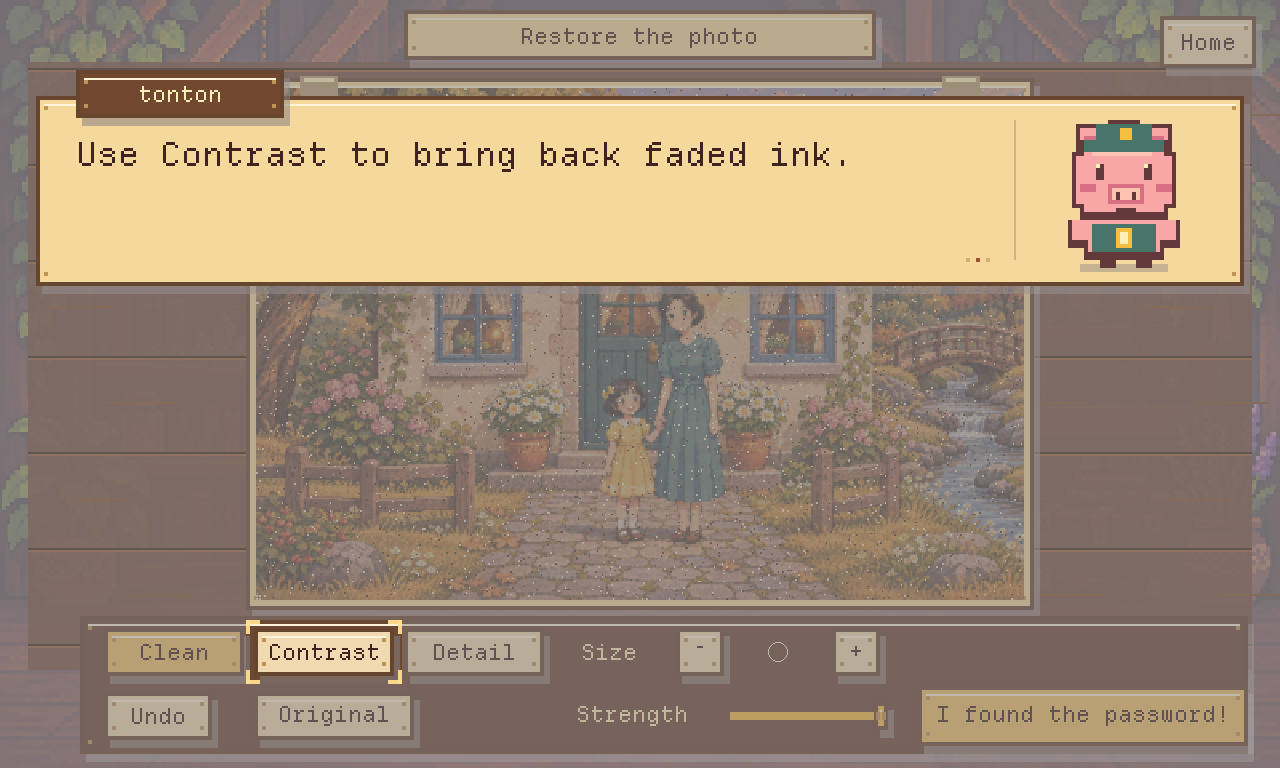 Restore the photo
Home
tonton
Use Contrast to bring back faded ink.
Clean
Contrast
Detail
Size
-
+
Undo
Original
Strength
I found the password!